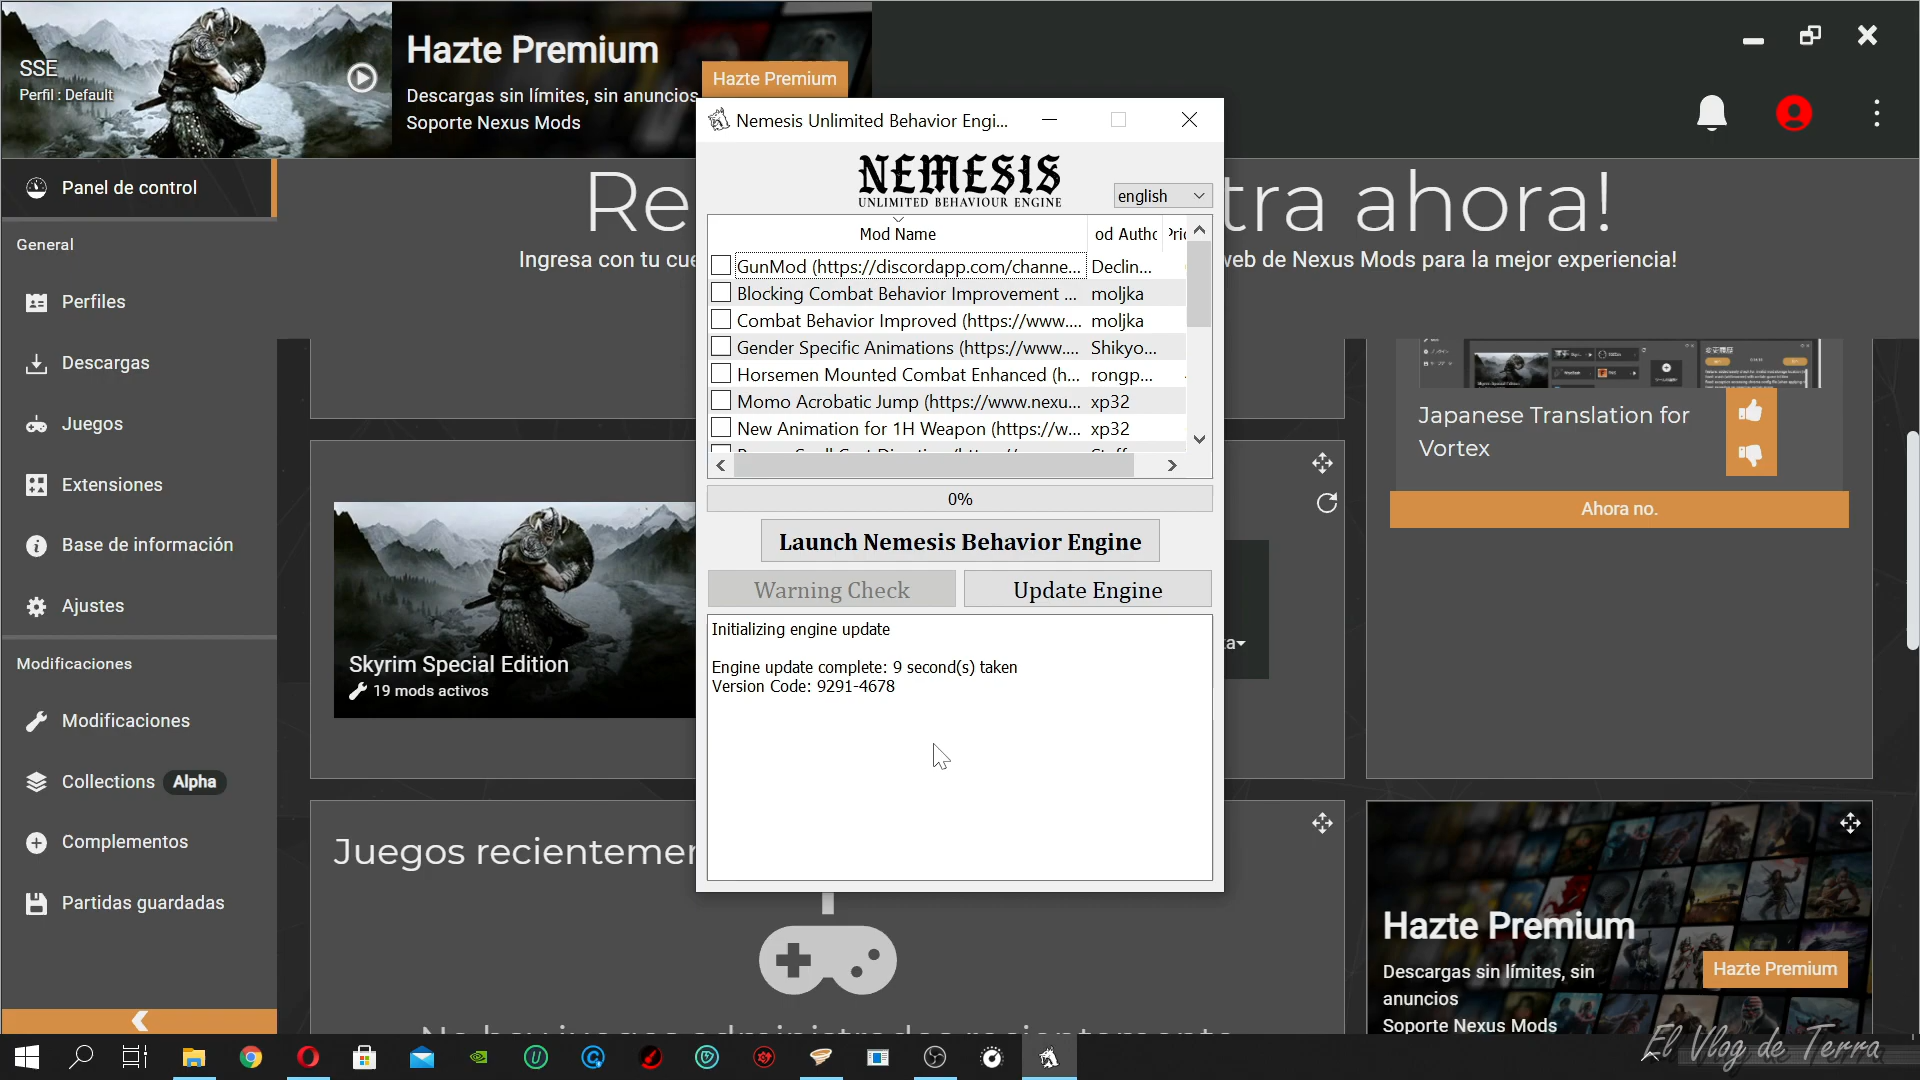 SSE
Perfil : Default
Hazte Premium
Descargas sin límites, sin anuncios
Soporte Nexus Mods
Hazte Premium
Panel de control
General
Perfiles
Descargas
Juegos
Extensiones
Base de información
Ajustes
Modificaciones
Modificaciones
Collections Alpha
Complementos
Partidas guardadas
tra ahora!
Ingresa con tu
web de Nexus Mods para la mejor experiencia!
Nemesis Unlimited Behavior Engi...
NEMESIS
UNLIMITED BEHAVIOUR ENGINE
english
Mod Name
GunMod (https://discordapp.com/channe... Declin...
Blocking Combat Behavior Improvement ... moljka
Combat Behavior Improved (https://www.... moljka
Gender Specific Animations (https://www.... Shikyo...
Horsemen Mounted Combat Enhanced (h... rongp...
Momo Acrobatic Jump (https://www.nexu... xp32
New Animation for 1H Weapon (https://w... xp32
0%
Launch Nemesis Behavior Engine
Warning Check
Update Engine
Initializing engine update
Engine update complete: 9 second(s) taken
Version Code: 9291-4678
Skyrim Special Edition
19 mods activos
Juegos
Japanese Translation for
Vortex
Ahora no.
Hazte Premium
Descargas sin límites, sin
anuncios
Soporte Nexus Mods
Hazte Premium
El Vlog de Terra